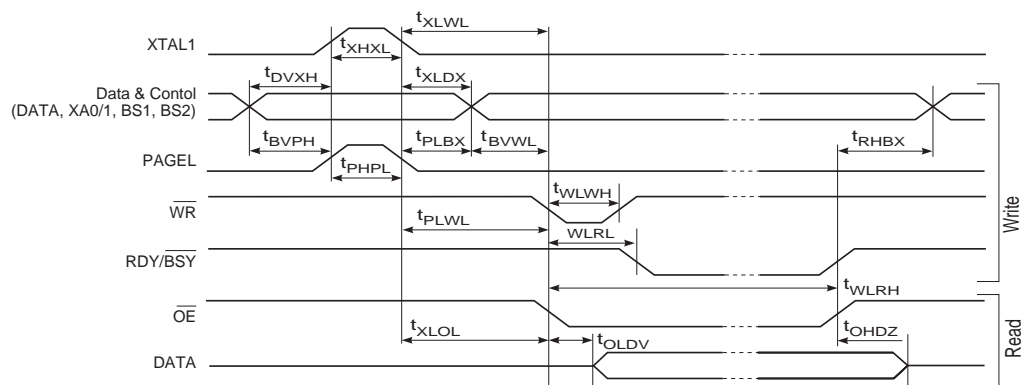 tXLWL
XTAL1
tXHXL
tDVXH
tXLDX
Data & Contol
(DATA, XA0/1, BS1, BS2)
tBVPH
tPLBX
tBVWL
tRHBX
PAGEL
tPHPL
tWLWH
WR
tPLWL
WLRL
RDY/BSY
tWLRH
OE
tXLOL
tOHDZ
tOLDV
DATA
Write
Read